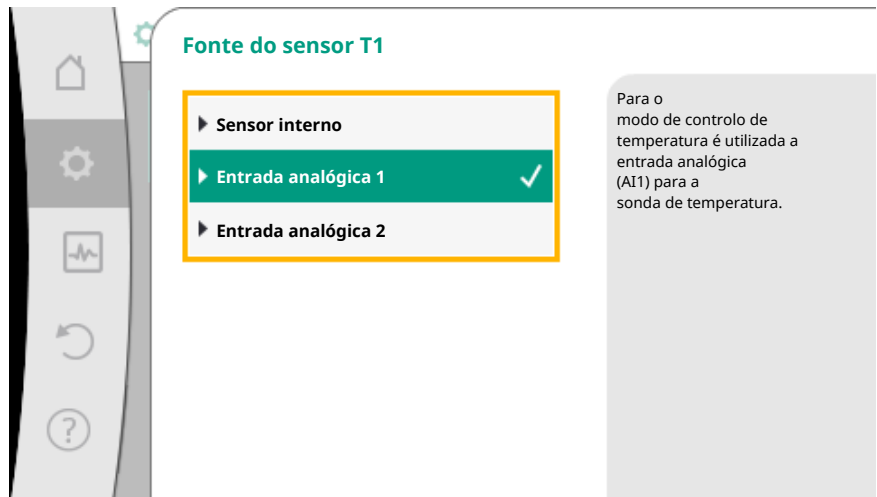 Fonte do sensor T1
Sensor interno
Entrada analógica 1
Entrada analógica 2
Para o
modo de controlo de
temperatura é utilizada a
entrada analógica
(AI1) para a
sonda de temperatura.
?